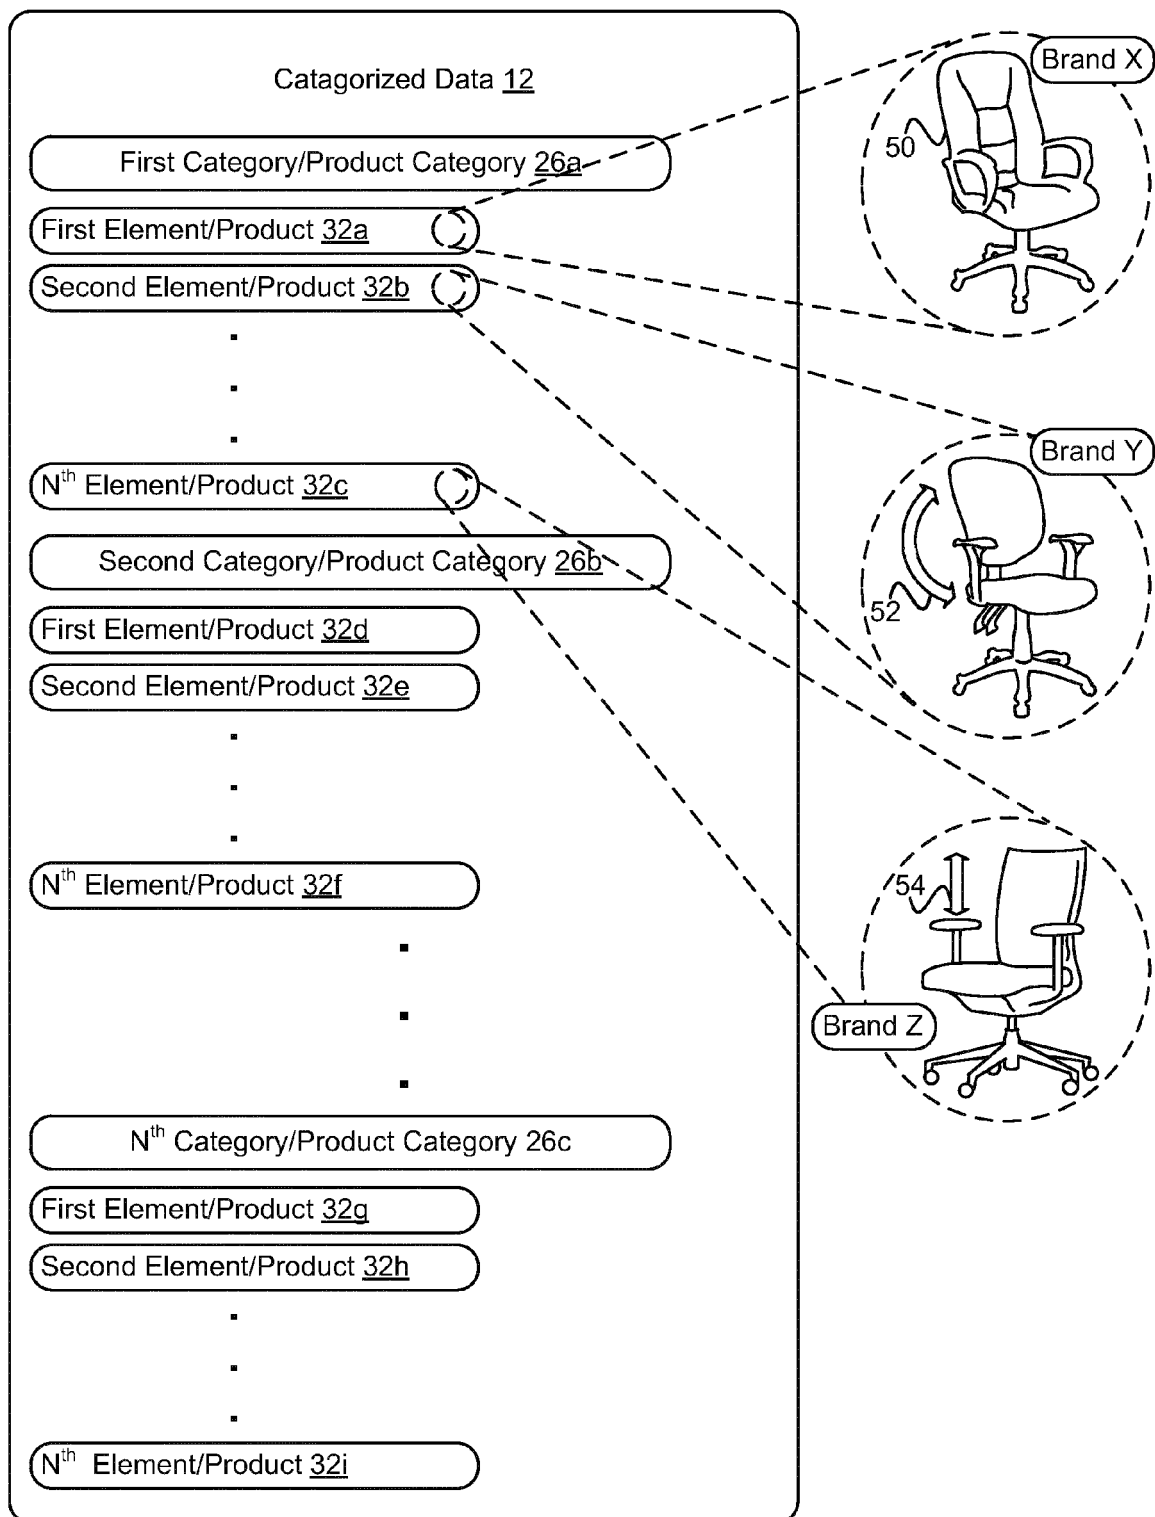 Catagorized Data 12
First Category/Product Category 26a
First Element/Product 32a
Second Element/Product 32b
Nth Element/Product 32c
Second Category/Product Category 26b
First Element/Product 32d
Second Element/Product 32e
Nth Element/Product 32f
Nth Category/Product Category 26c
First Element/Product 32g
Second Element/Product 32h
Nth Element/Product 32i
Brand X
50
Brand Y
52
54
Brand Z